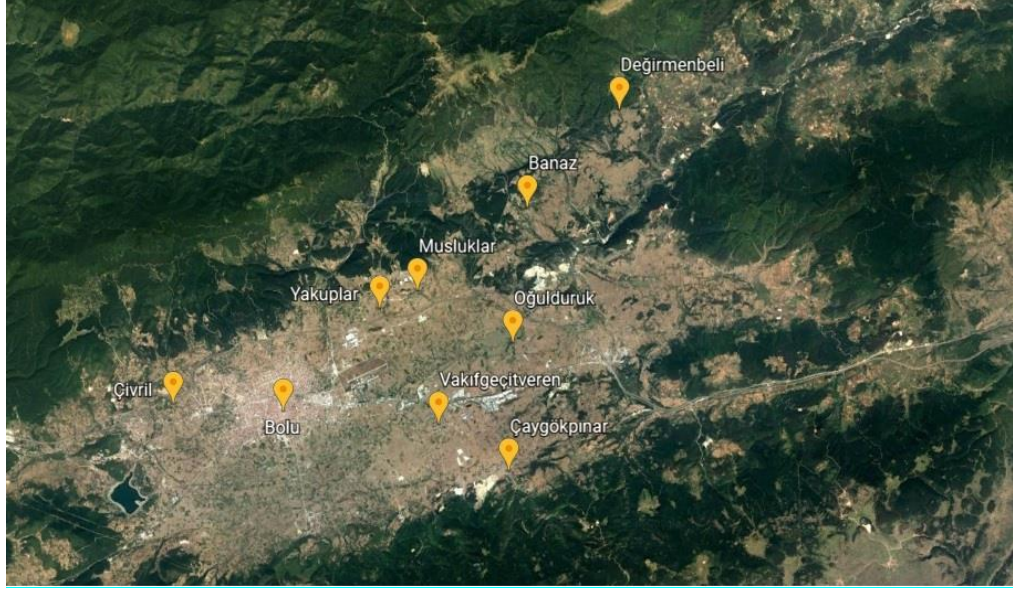 Değirmenbeli
Banaz
Musluklar
Yakuplar
Oğulduruk
Çivril
Vakıfgeçitveren
Bolu
Çaygökpınar